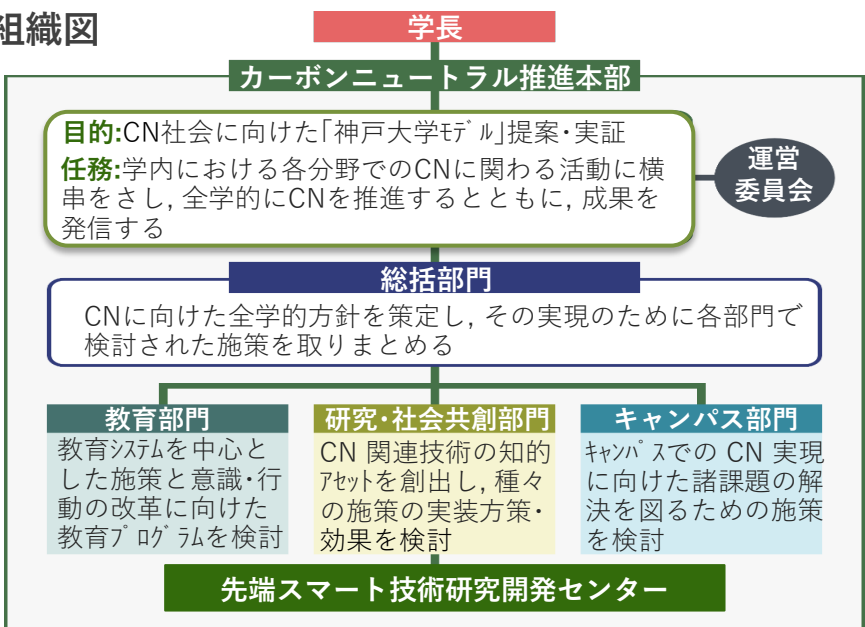 組織図
学長
カーボンニュートラル推進本部
目的:CN社会に向けた｢神戸大学ﾓﾃﾞﾙ｣提案･実証
任務:学内における各分野でのCNに関わる活動に横
串をさし, 全学的にCNを推進するとともに, 成果を
発信する
運営
委員会
総括部門
CNに向けた全学的方針を策定し, その実現のために各部門で
検討された施策を取りまとめる
教育部門
教育ｼｽﾃﾑを中心と
した施策と意識･行
動の改革に向けた
教育ﾌﾟﾛｸﾞﾗﾑを検討
研究･社会共創部門
CN 関連技術の知的
ｱｾｯﾄを創出し, 種々
の施策の実装方策･
効果を検討
キャンパス部門
ｷｬﾝﾊﾟｽでの CN 実現
に向けた諸課題の解
決を図るための施策
を検討
先端スマート技術研究開発センター